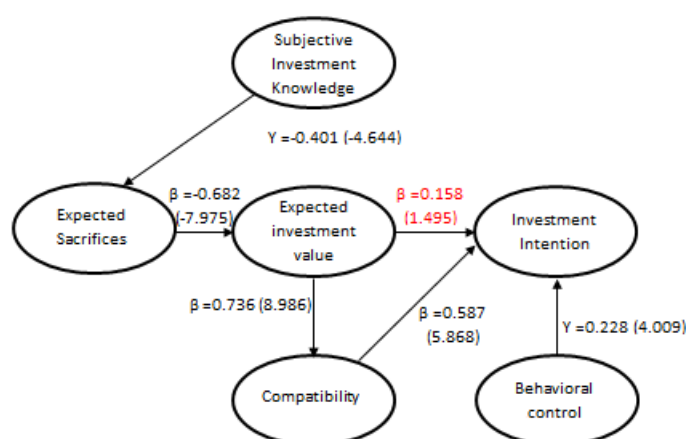 Subjective
Investment
Knowledge
Y =-0.401 (-4.644)
Expected
Sacrifices
β =-0.682
(-7.975)
Expected
investment
value
β =0.158
(1.495)
Investment
Intention
β =0.736 (8.986)
β =0.587
(5.868)
Y=0.228 (4.009)
Compatibility
Behavioral
control